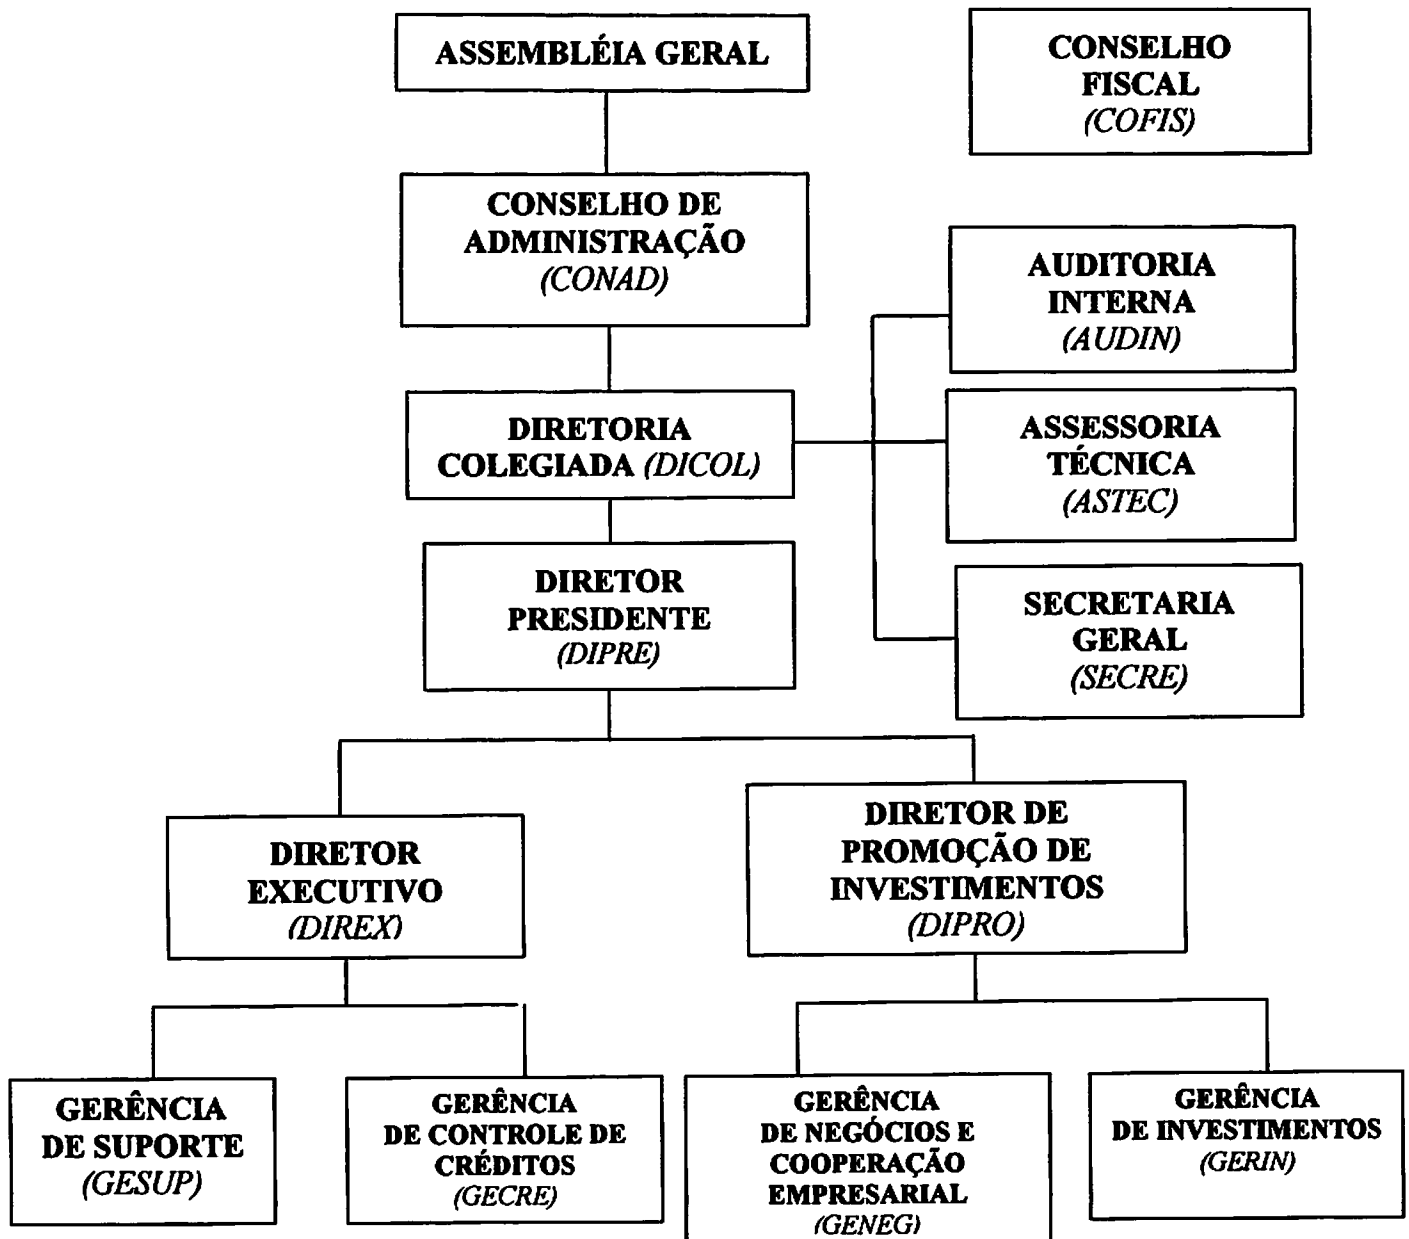 ASSEMBLÉIA GERAL
CONSELHO
FISCAL
(COFIS)
CONSELHO DE
ADMINISTRAÇÃO
(CONAD)
AUDITORIA
INTERNA
(AUDIN)
DIRETORIA
COLEGIADA (DICOL)
ASSESSORIA
TÉCNICA
(ASTEC)
DIRETOR
PRESIDENTE
(DIPRE)
SECRETARIA
GERAL
(SECRE)
DIRETOR
EXECUTIVO
(DIREX)
DIRETOR DE
PROMOÇÃO DE
INVESTIMENTOS
(DIPRO)
GERÊNCIA
DE SUPORTE
(GESUP)
GERÊNCIA
DE CONTROLE DE
CRÉDITOS
(GECRE)
GERÊNCIA
DE NEGÓCIOS E
COOPERAÇÃO
EMPRESARIAL
(GENEG)
GERÊNCIA
DE INVESTIMENTOS
(GERIN)